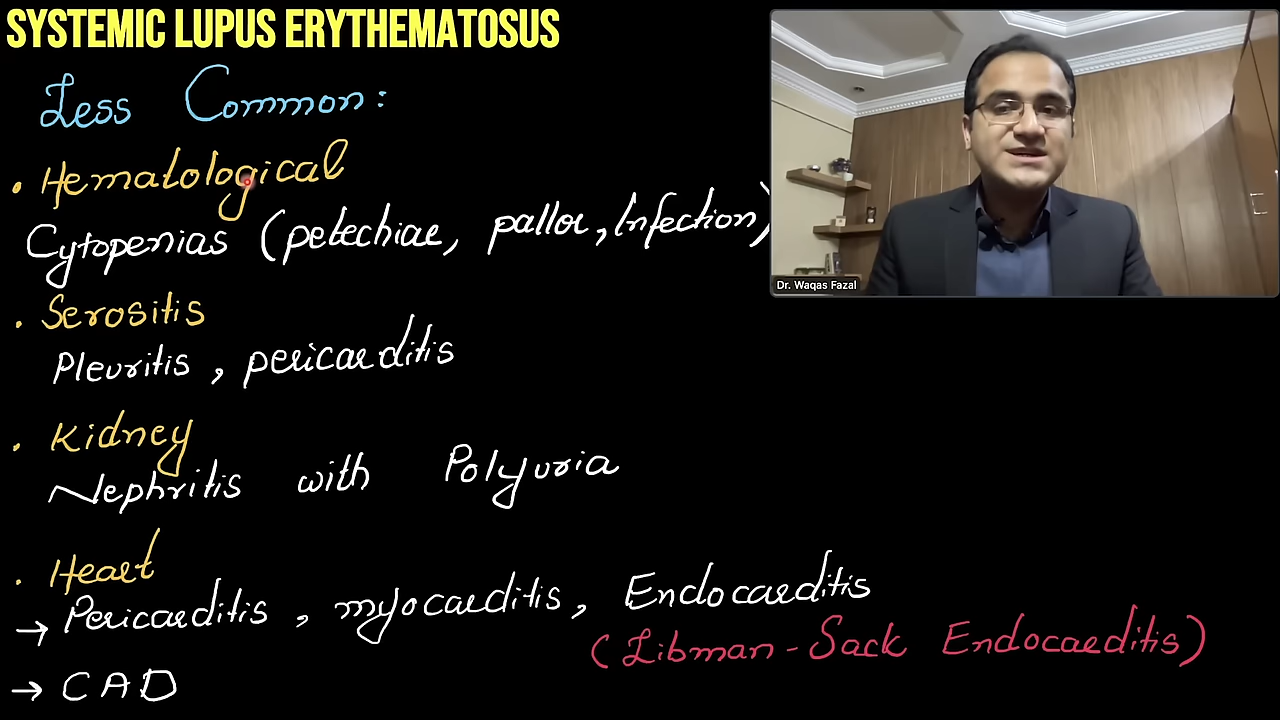 SYSTEMIC LUPUS ERYTHEMATOSUS
Less Common:
. Hematological
Cytopenias (petechiae, pallor, Infection)
. Serositis
Pleuritis, pericarditis
. Kidney
Nephritis with Polyuria
. Heart
→ Pericarditis, myocarditis, Endocarditis
(Libman-Sack Endocarditis)
→ CAD
Dr. Waqas Fazal